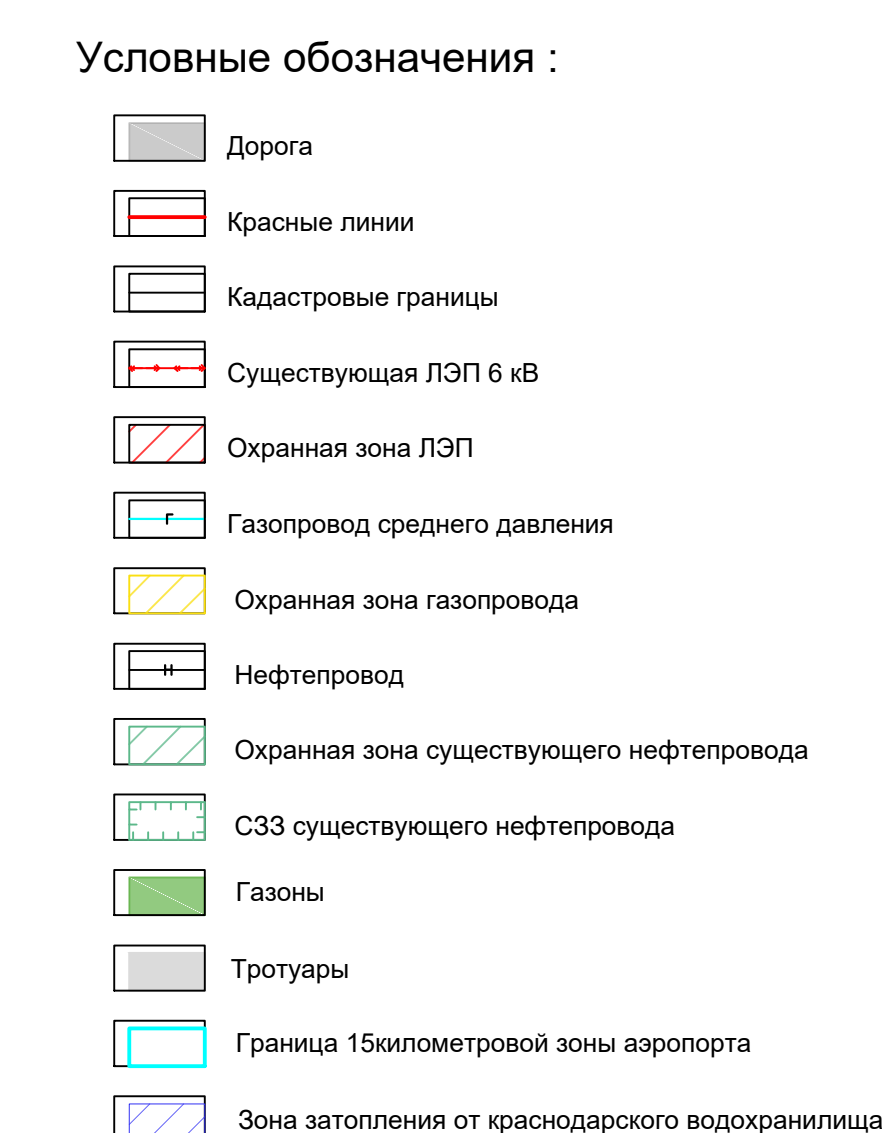 Условные обозначения :
Дорога
Красные линии
Кадастровые границы
Существующая ЛЭП 6 кВ
Охранная зона ЛЭП
Г
Газопровод среднего давления
Охранная зона газопровода
Н
Нефтепровод
Охранная зона существующего нефтепровода
СЗЗ существующего нефтепровода
Газоны
Тротуары
Граница 15километровой зоны аэропорта
Зона затопления от краснодарского водохранилища